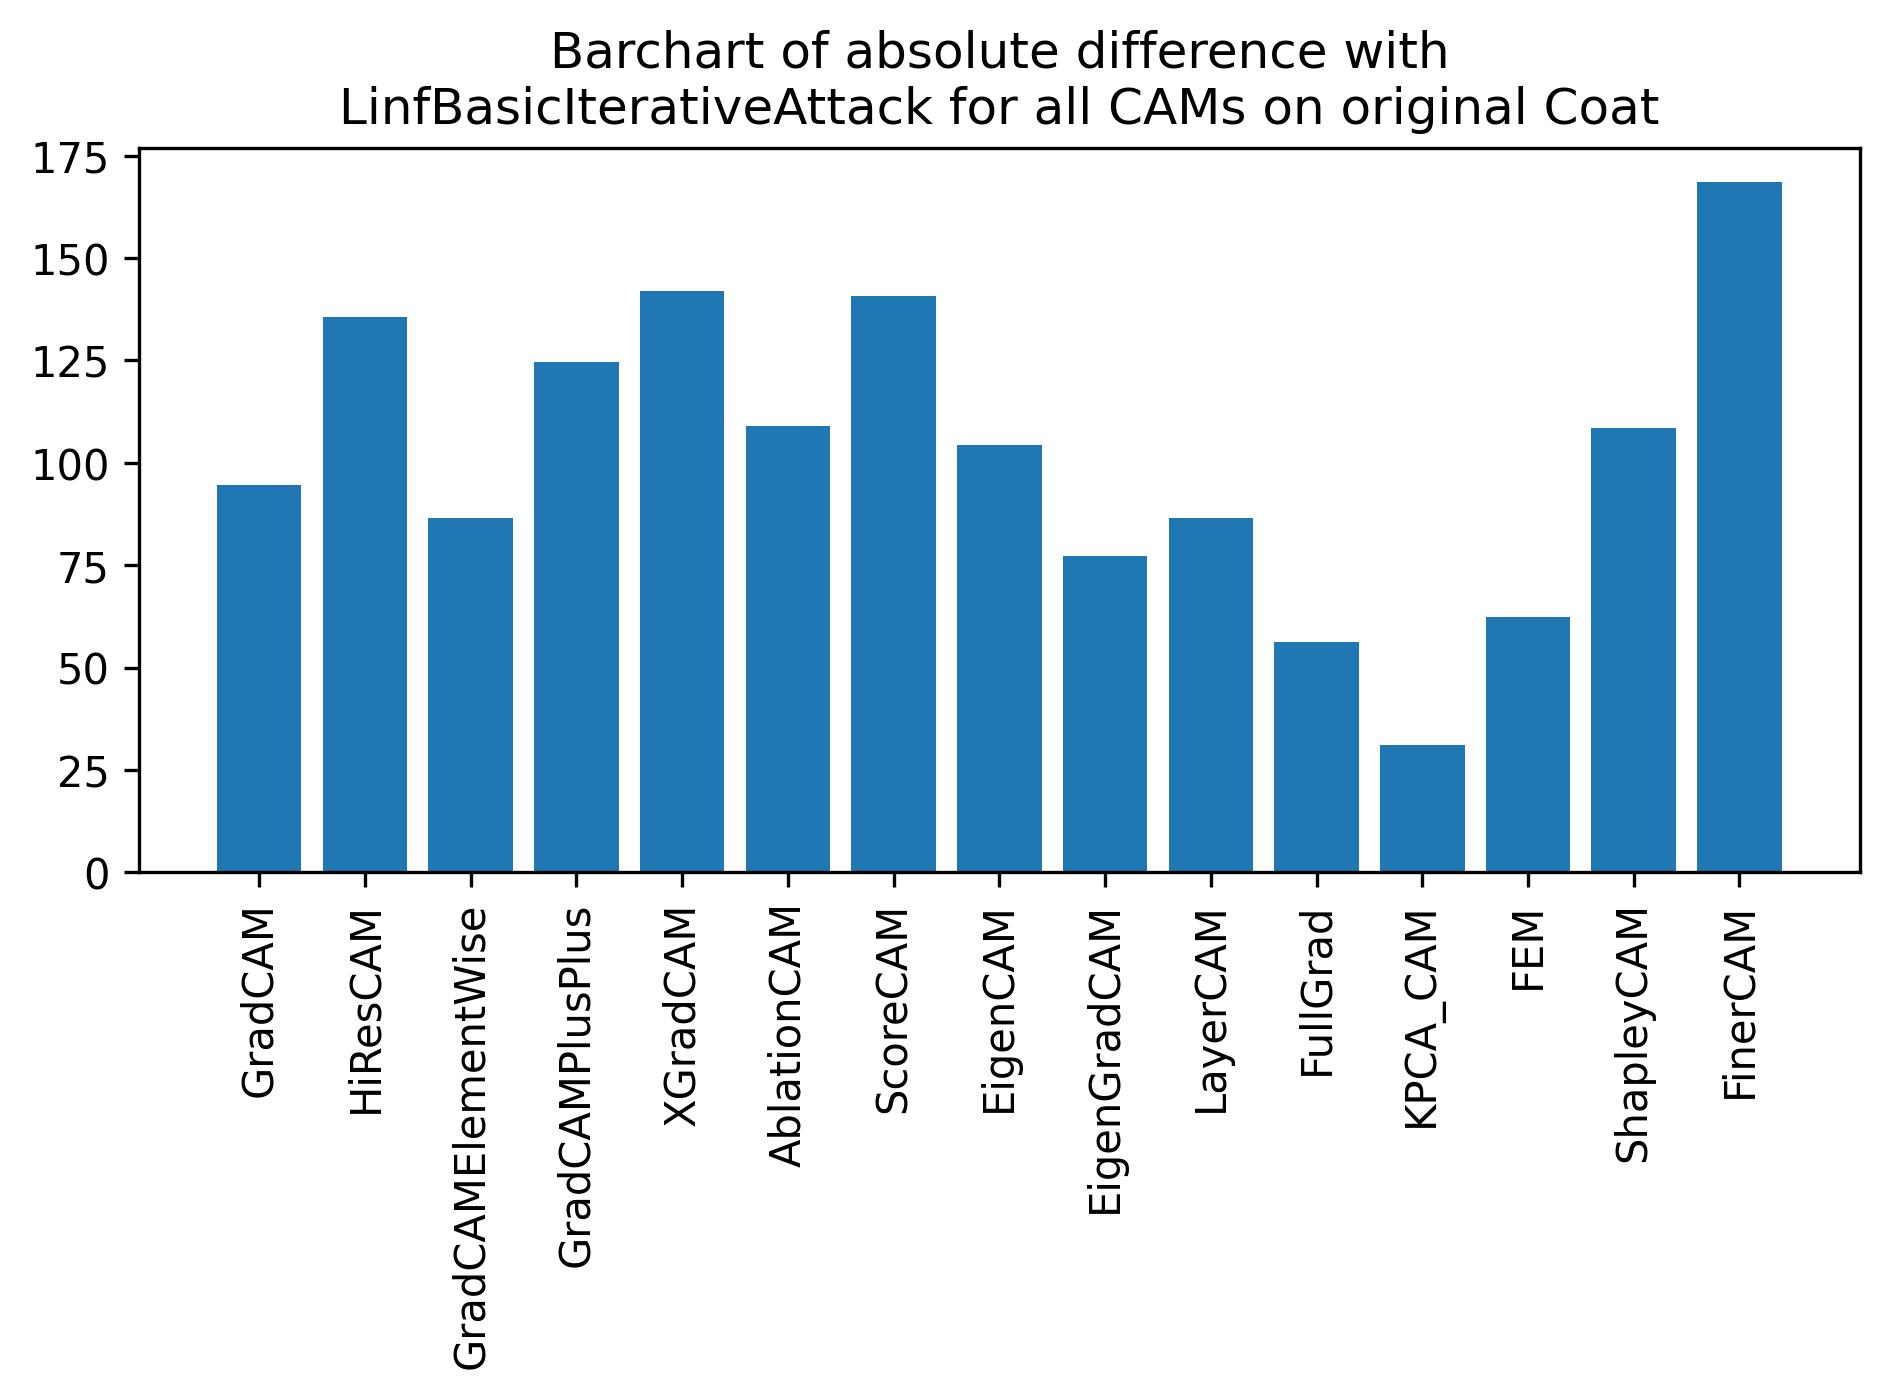 Barchart of absolute difference with
LinfBasicIterativeAttack for all CAMs on original Coat
175
150
125
100
75
50
25
0
GradCAM
HiResCAM
GradCAMElementWise
GradCAMPlusPlus
XGradCAM
AblationCAM
ScoreCAM
EigenCAM
EigenGradCAM
LayerCAM
FullGrad
KPCA_CAM
FEM
ShapleyCAM
FinerCAM